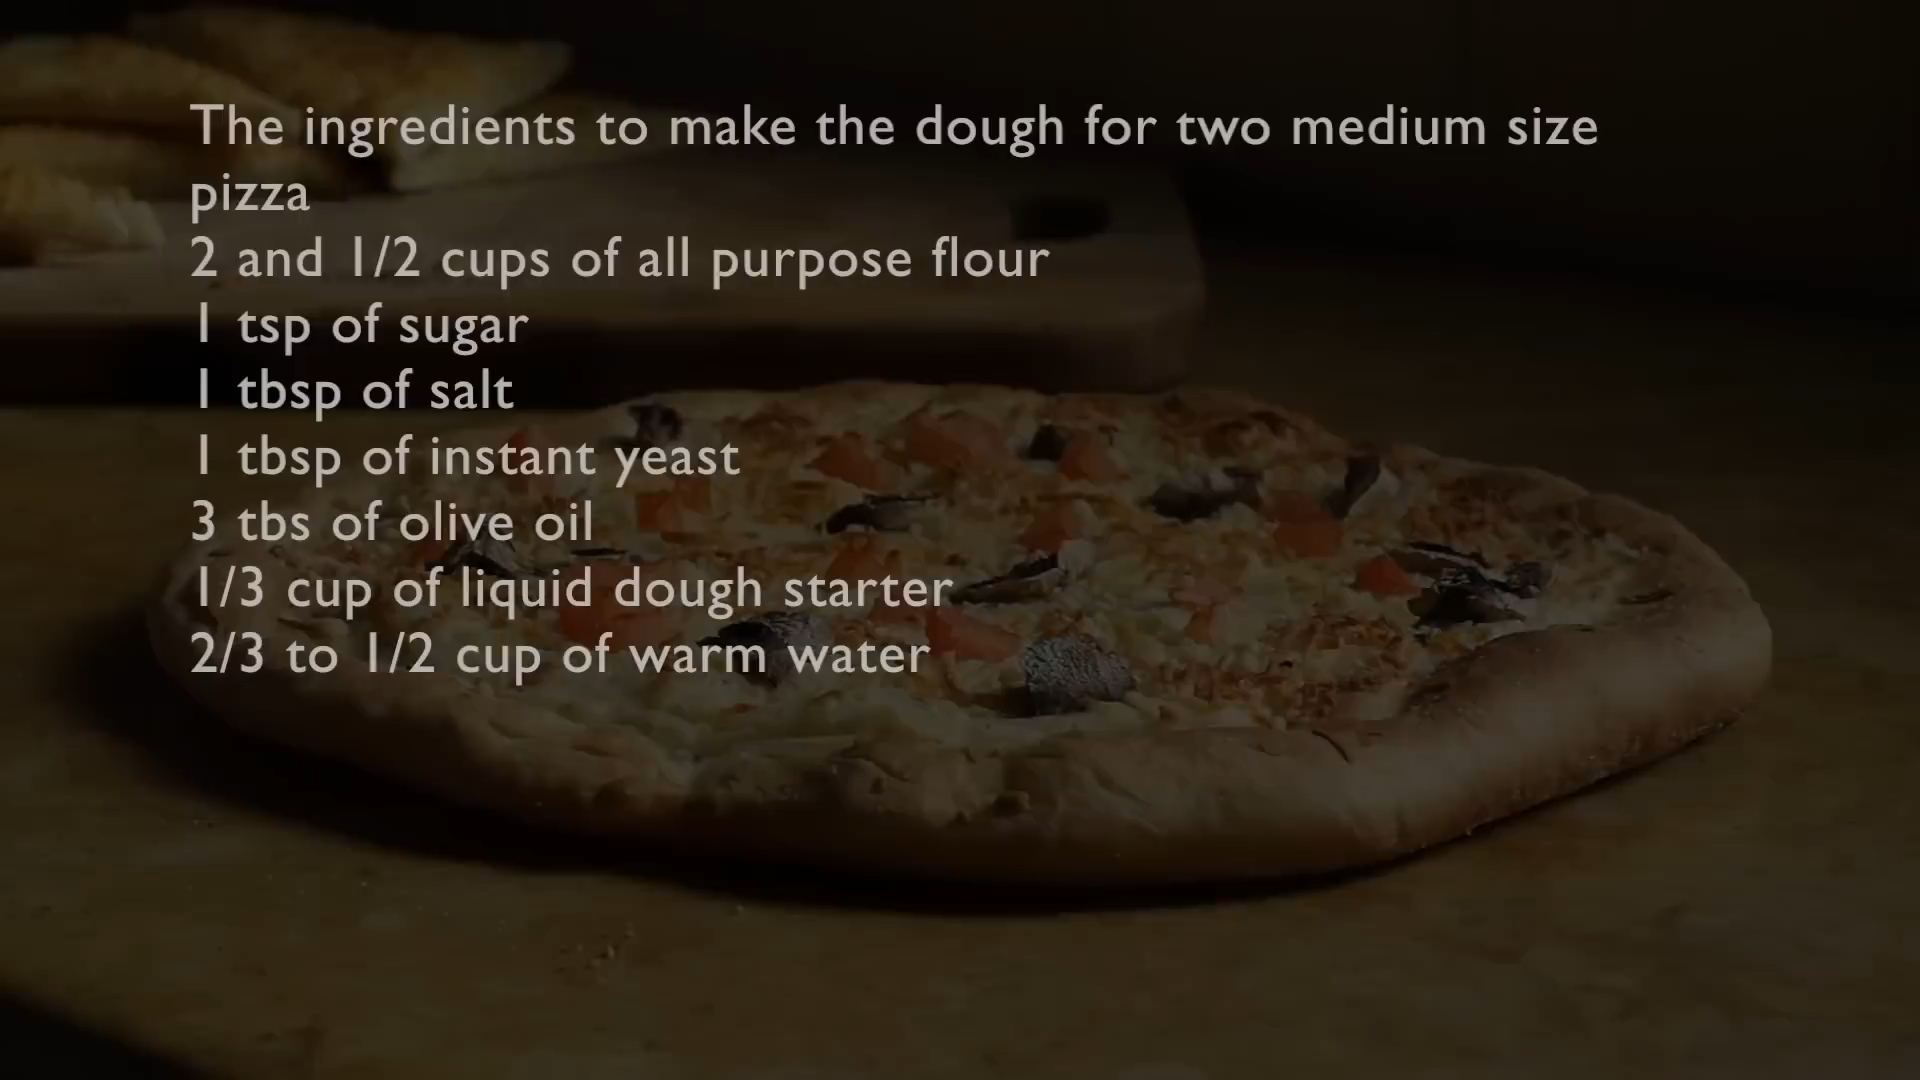 The ingredients to make the dough for two medium size
pizza
2 and 1/2 cups of all purpose flour
1 tsp of sugar
1 tbsp of salt
1 tbsp of instant yeast
3 tbs of olive oil
1/3 cup of liquid dough starter
2/3 to 1/2 cup of warm water